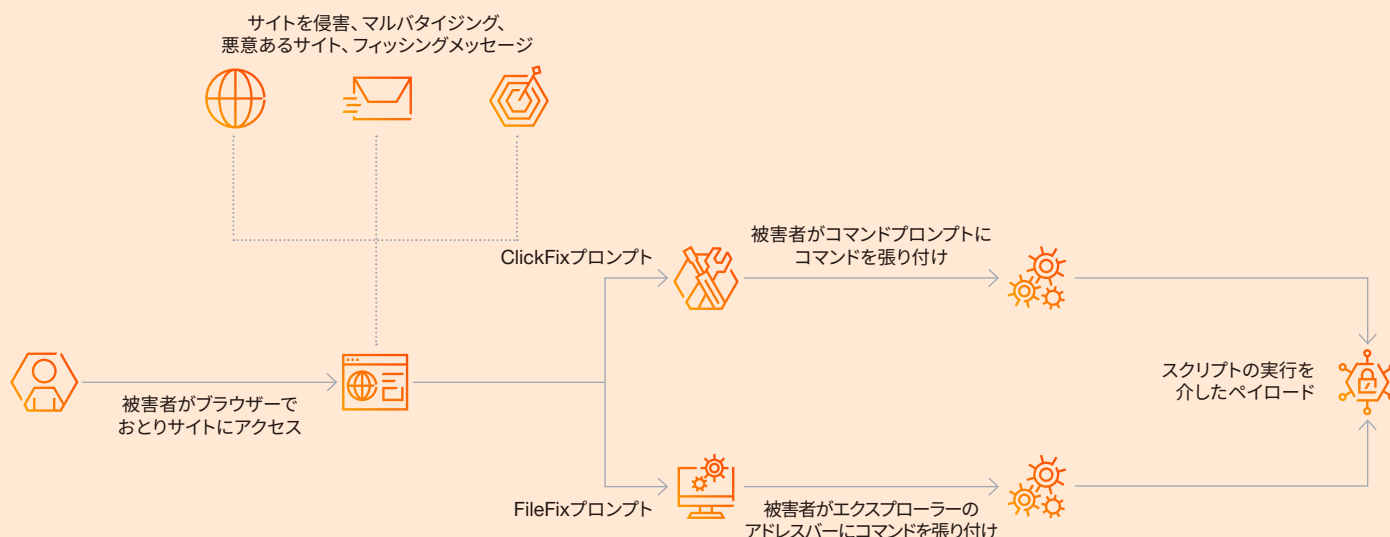 サイトを侵害、マルバタイジング、
悪意あるサイト、フィッシングメッセージ
ClickFixプロンプト
被害者がコマンドプロンプトに
コマンドを張り付け
被害者がブラウザーで
おとりサイトにアクセス
スクリプトの実行を
介したペイロード
FileFixプロンプト
被害者がエクスプローラーの
アドレスバーにコマンドを張り付け